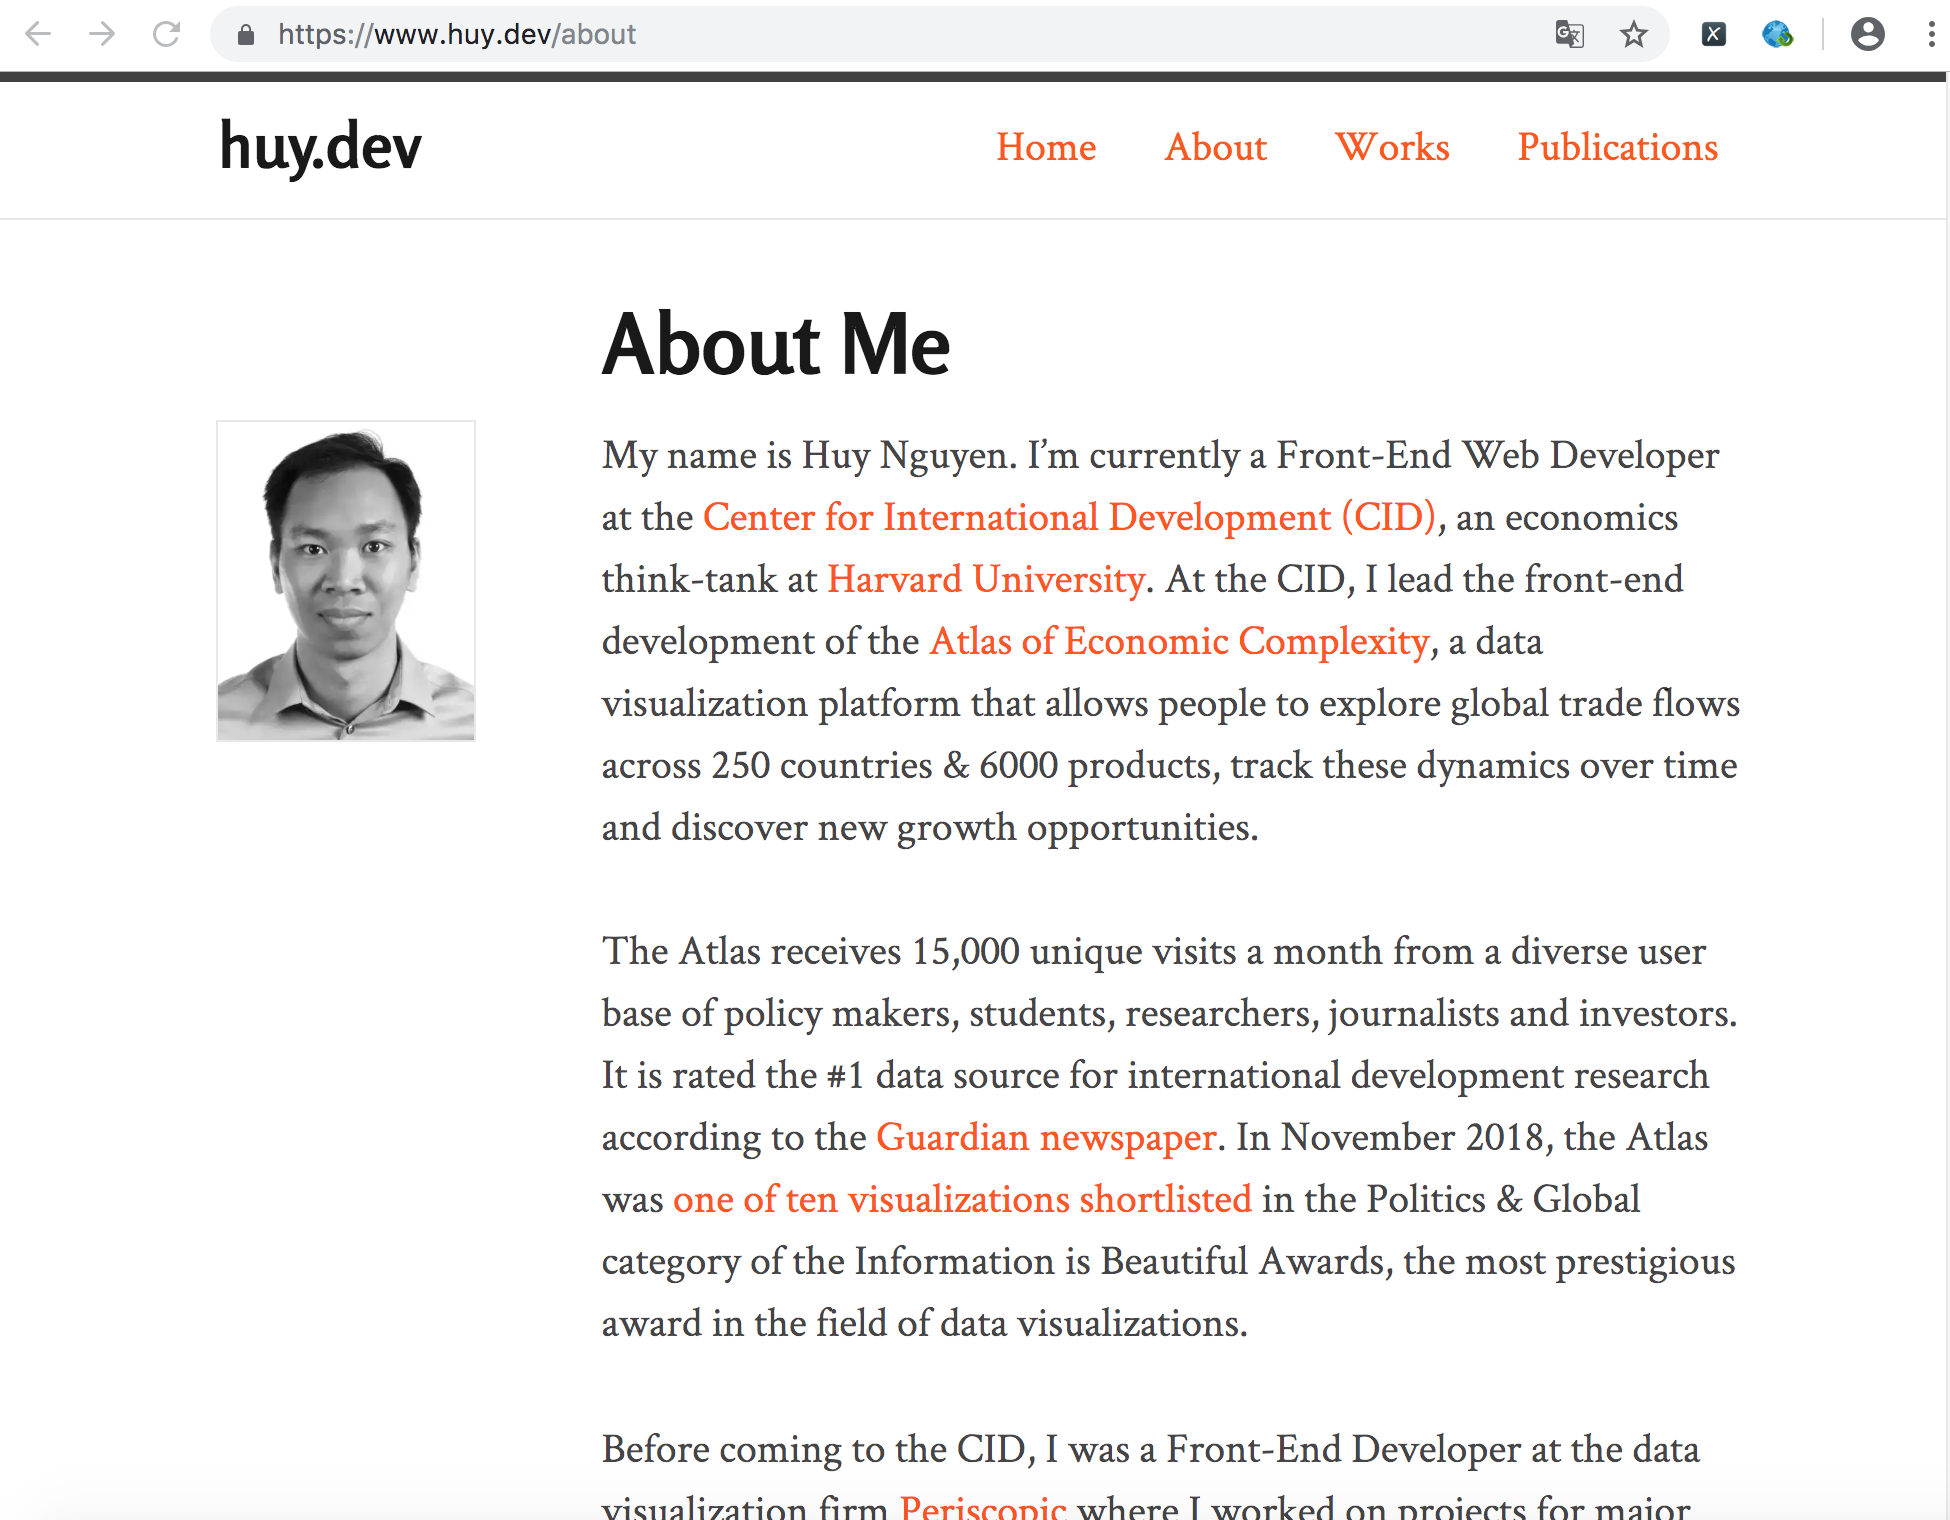 https://www.huy.dev/about
huy.dev
Home About Works Publications
About Me
My name is Huy Nguyen. I’m currently a Front-End Web Developer
at the Center for International Development (CID), an economics
think-tank at Harvard University. At the CID, I lead the front-end
development of the Atlas of Economic Complexity, a data
visualization platform that allows people to explore global trade flows
across 250 countries & 6000 products, track these dynamics over time
and discover new growth opportunities.
The Atlas receives 15,000 unique visits a month from a diverse user
base of policy makers, students, researchers, journalists and investors.
It is rated the #1 data source for international development research
according to the Guardian newspaper. In November 2018, the Atlas
was one of ten visualizations shortlisted in the Politics & Global
category of the Information is Beautiful Awards, the most prestigious
award in the field of data visualizations.
Before coming to the CID, I was a Front-End Developer at the data
visualization firm Periscopic where I worked on projects for major